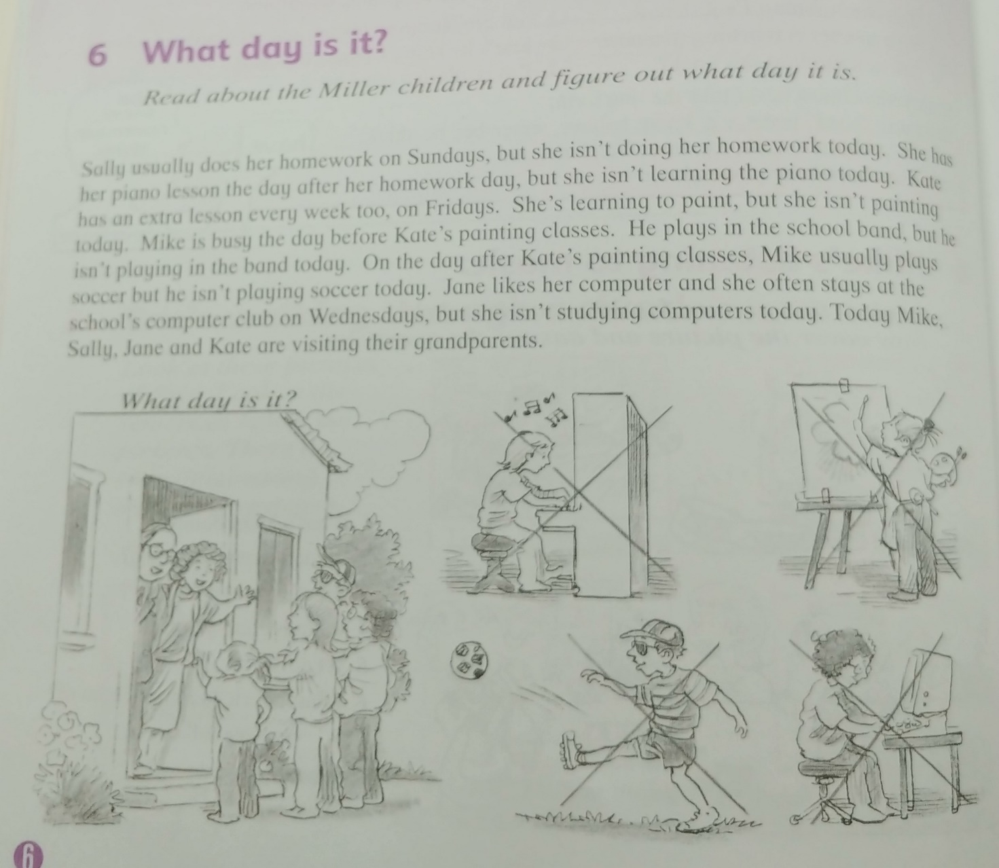 6 What day is it?
Read about the Miller children and figure out what day it is.
Sally usually does her homework on Sundays, but she isn't doing her homework today. She has
her piano lesson the day after her homework day, but she isn't learning the piano today. Kate
has an extra lesson every week too, on Fridays. She's learning to paint, but she isn't painting
today. Mike is busy the day before Kate's painting classes. He plays in the school band, but he
isn't playing in the band today. On the day after Kate's painting classes, Mike usually plays
soccer but he isn't playing soccer today. Jane likes her computer and she often stays at the
school's computer club on Wednesdays, but she isn't studying computers today. Today Mike,
Sally, Jane and Kate are visiting their grandparents.
What day is it?
6